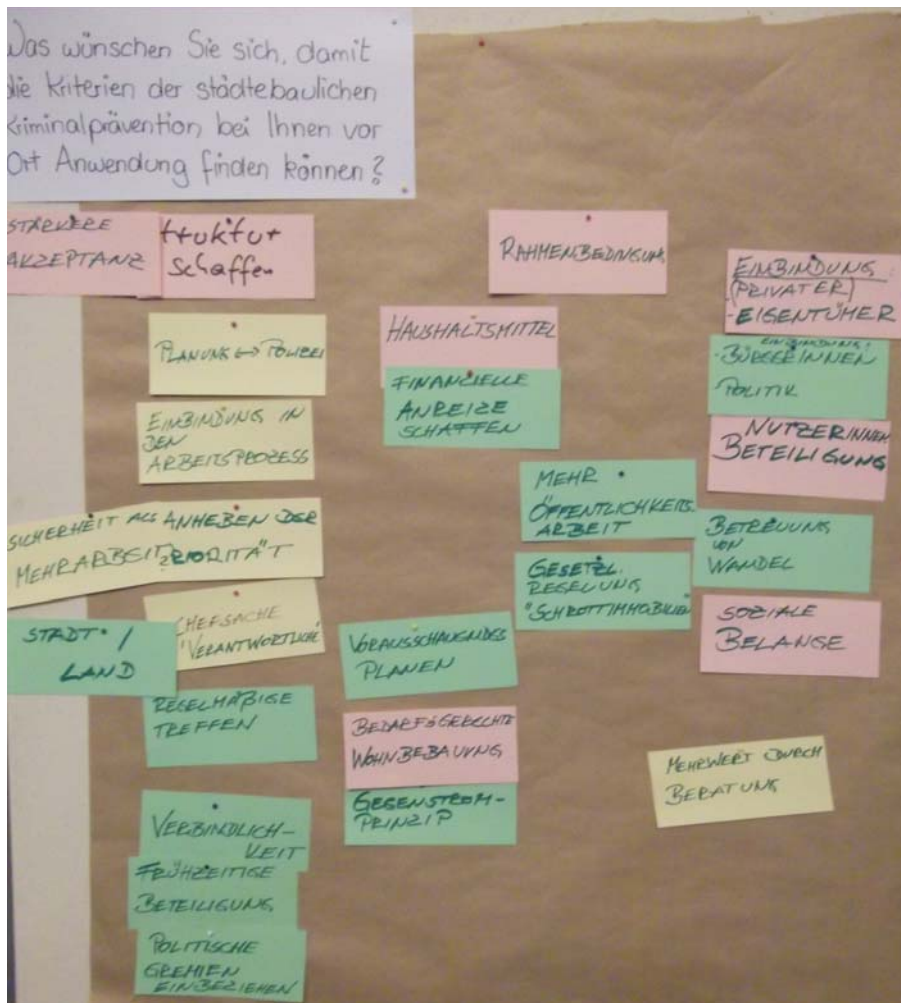 Was wünschen Sie sich, damit
die Kriterien der städtebaulichen
Kriminalprävention bei Ihnen vor
Ort Anwendung finden können?
STÄRKERE
AKZEPTANZ
Struktur
schaffen
PLANUNG ↔ POLIZEI
EINBINDUNG IN
DEN
ARBEITSPROZESS
SICHERHEIT ALS
MEHRARBEIT
ANHEBEN DER
PRIORITÄT
CHEFSACHE
"VERANTWORTLICH"
STADT /
LAND
REGELMÄßIGE
TREFFEN
VERBINDLICH-
KEIT
FRÜHZEITIGE
BETEILIGUNG
POLITISCHE
GREMIEN
EINBEZIEHEN
HAUSHALTSMITTEL
FINANZIELLE
ANREIZE
SCHAFFEN
VORAUSSCHAUENDES
PLANEN
BEDARFSGERECHTE
WOHNBEBAUUNG
GEGENSTROM-
PRINZIP
RAHMENBEDINGUNG
MEHR
ÖFFENTLICHKEITS-
ARBEIT
GESETZL.
REGELUNG
"SCHROTTIMMOBILIEN"
EINBINDUNG
(PRIVATER)
- EIGENTÜMER
EINBINDUNG:
- BÜRGERINNEN
POLITIK
NUTZERINNEN
BETEILIGUNG
BETREUUNG
VON
WANDEL
SOZIALE
BELANGE
MEHRWERT DURCH
BERATUNG